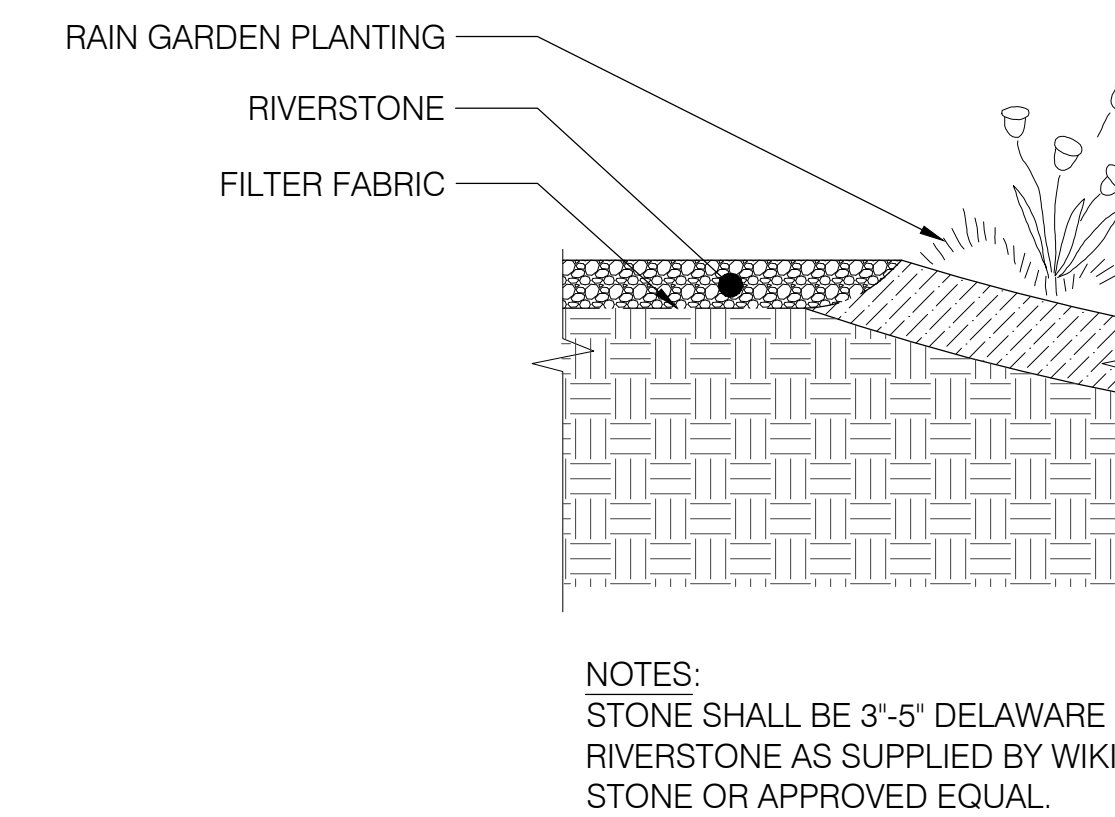 RAIN GARDEN PLANTING
RIVERSTONE
FILTER FABRIC
NOTES:
STONE SHALL BE 3"-5" DELAWARE
RIVERSTONE AS SUPPLIED BY WIKI
STONE OR APPROVED EQUAL.